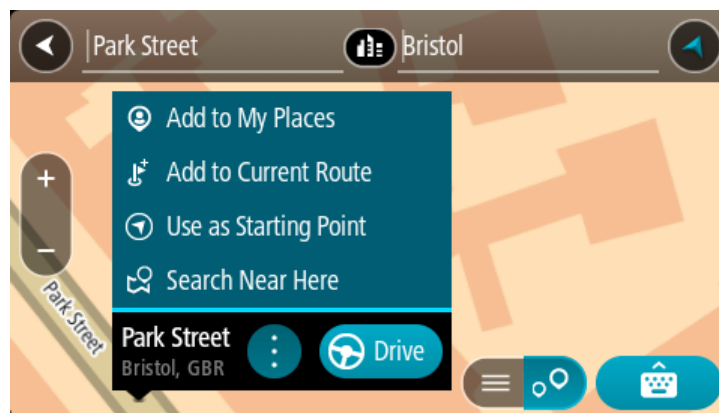 Park Street Bristol
Add to My Places
Add to Current Route
Use as Starting Point
Search Near Here
Park Street
Park Street
Bristol, GBR
Drive